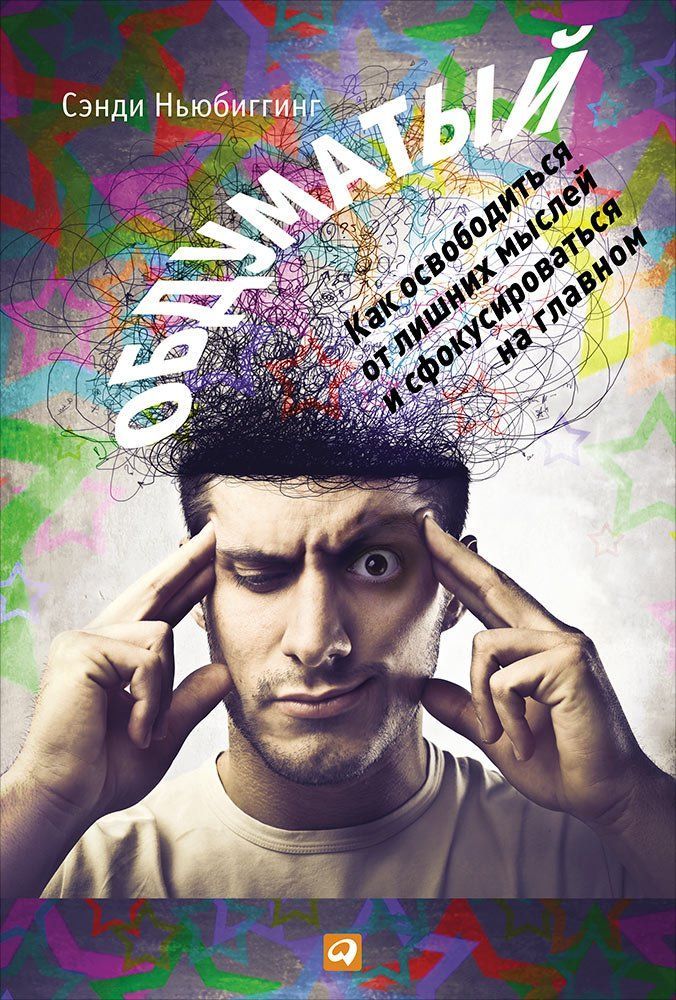 Сэнди Ньюбиггинг
ОБДУМАТЫЙ
Как освободиться
от лишних мыслей
и сфокусироваться
на главном